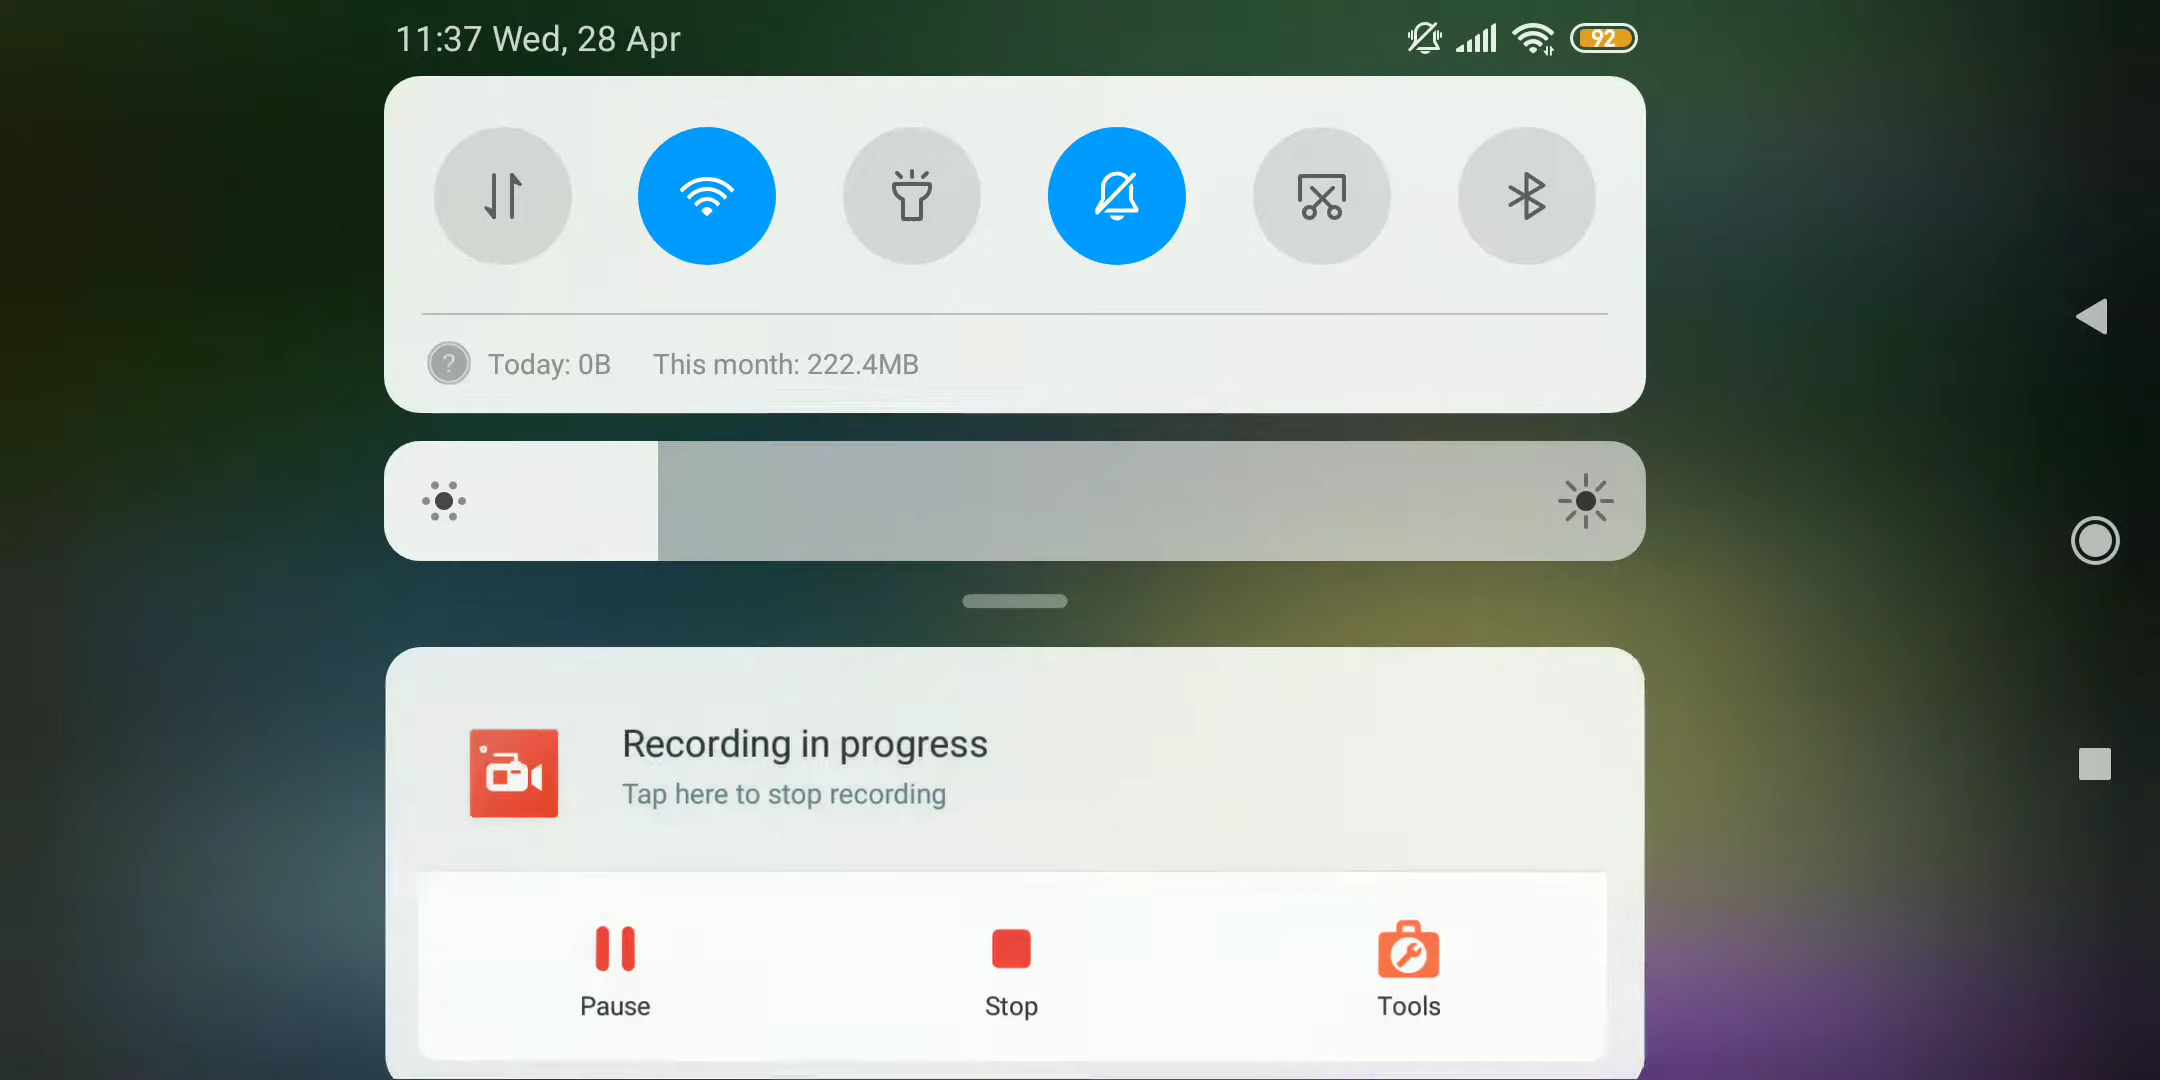 11:37 Wed, 28 Apr
92
? Today: 0B This month: 222.4MB
Recording in progress
Tap here to stop recording
Pause Stop Tools